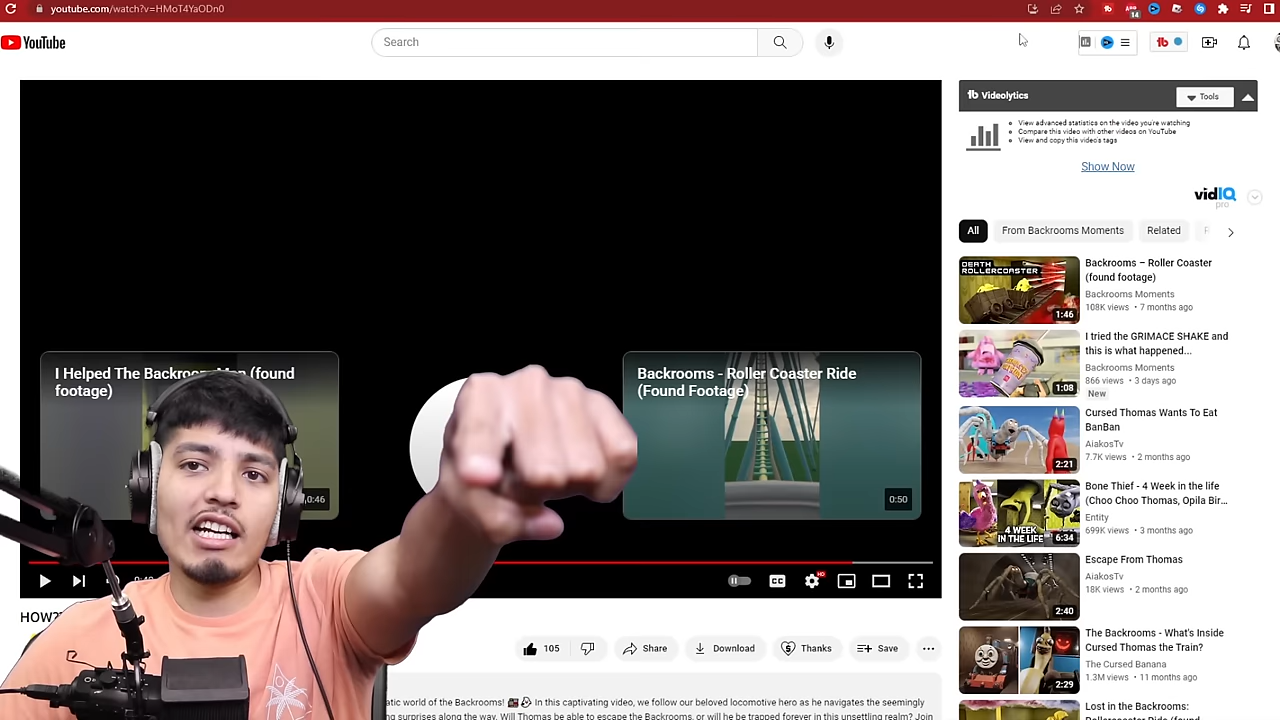 youtube.com/watch?v=HMoT4YaODn0
14
YouTube
Search
tb
tb Videolytics
Tools
View advanced statistics on the video you're watching
Compare this video with other videos on YouTube
View and copy this video's tags
Show Now
vidIQ
pro
All
From Backrooms Moments
Related
DEATH
ROLLERCOASTER
1:46
Backrooms – Roller Coaster
(found footage)
Backrooms Moments
108K views • 7 months ago
1:08
I tried the GRIMACE SHAKE and
this is what happened...
Backrooms Moments
866 views • 3 days ago
New
2:21
Cursed Thomas Wants To Eat
BanBan
AiakosTv
7.7K views • 2 months ago
4 WEEK
IN THE LIFE
6:34
Bone Thief - 4 Week in the life
(Choo Choo Thomas, Opila Bir...
Entity
699K views • 3 months ago
2:40
Escape From Thomas
AiakosTv
18K views • 2 months ago
2:29
The Backrooms - What's Inside
Cursed Thomas the Train?
The Cursed Banana
1.3M views • 11 months ago
Lost in the Backrooms:
I Helped The (found
footage)
0:46
Backrooms - Roller Coaster Ride
(Found Footage)
0:50
CC
HD
HOW?
105
Share
Download
Thanks
Save
world of the Backrooms! In this captivating video, we follow our beloved locomotive hero as he navigates the seemingly
surprises along the way. Will Thomas be able to escape the Backrooms, or will he be trapped forever in this unsettling realm? Join